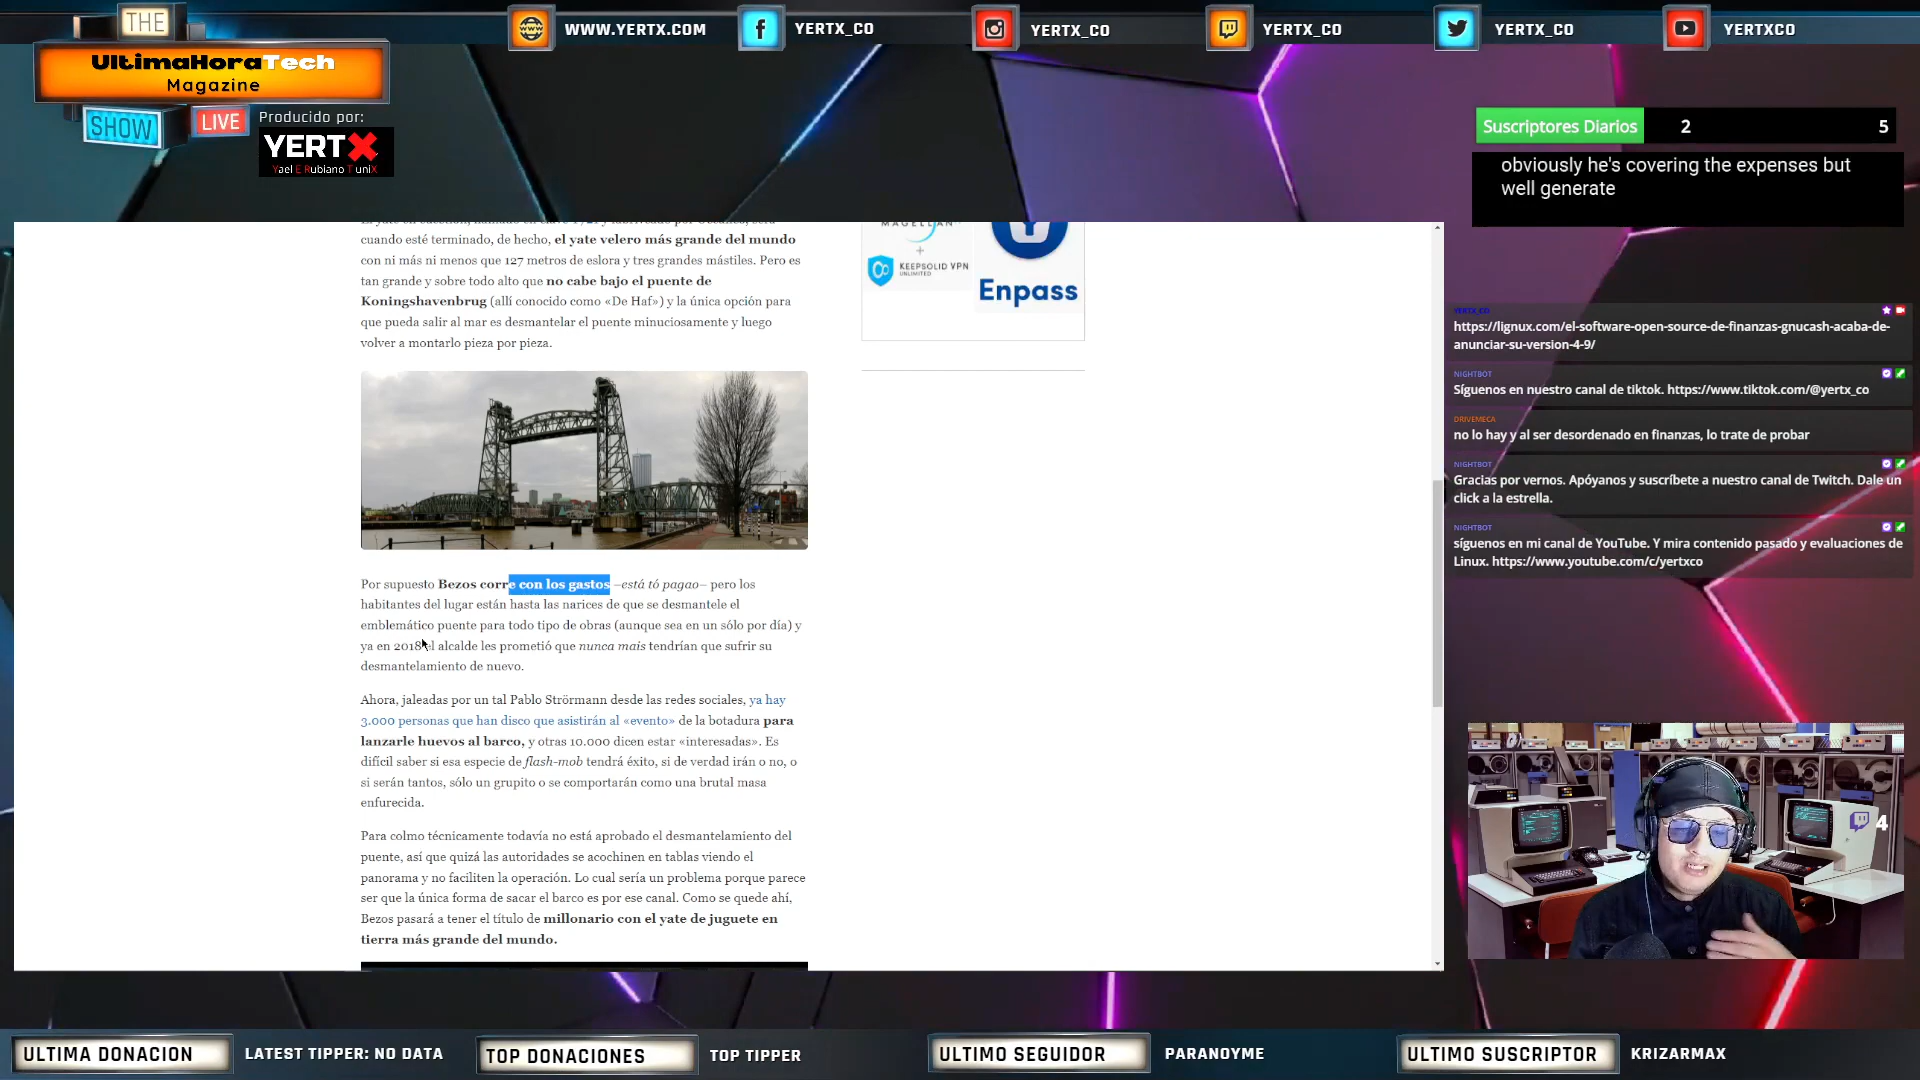 THE
UltimaHoraTech
Magazine
SHOW
LIVE
Producido por:
YERTX
Yael E Rubiano T uniX
WWW.YERTX.COM
YERTX_CO
YERTX_CO
YERTX_CO
YERTX_CO
YERTXCO
Suscriptores Diarios
2
5
obviously he's covering the expenses but
well generate
cuando esté terminado, de hecho, el yate velero más grande del mundo
con ni más ni menos que 127 metros de eslora y tres grandes mástiles. Pero es
tan grande y sobre todo alto que no cabe bajo el puente de
Koningshavenbrug (allí conocido como «De Haf») y la única opción para
que pueda salir al mar es desmantelar el puente minuciosamente y luego
volver a montarlo pieza por pieza.
MAGELLAN
+
KEEPSOLID VPN
UNLIMITED
Enpass
Por supuesto Bezos corre con los gastos –está tó pagao– pero los
habitantes del lugar están hasta las narices de que se desmantele el
emblemático puente para todo tipo de obras (aunque sea en un sólo por día) y
ya en 2018 el alcalde les prometió que nunca mais tendrían que sufrir su
desmantelamiento de nuevo.
Ahora, jaleadas por un tal Pablo Strörmann desde las redes sociales, ya hay
3.000 personas que han disco que asistirán al «evento» de la botadura para
lanzarle huevos al barco, y otras 10.000 dicen estar «interesadas». Es
difícil saber si esa especie de flash-mob tendrá éxito, si de verdad irán o no, o
si serán tantos, sólo un grupito o se comportarán como una brutal masa
enfurecida.
Para colmo técnicamente todavía no está aprobado el desmantelamiento del
puente, así que quizá las autoridades se acochinen en tablas viendo el
panorama y no faciliten la operación. Lo cual sería un problema porque parece
ser que la única forma de sacar el barco es por ese canal. Como se quede ahí,
Bezos pasará a tener el título de millonario con el yate de juguete en
tierra más grande del mundo.
YERTX_CO
https://lignux.com/el-software-open-source-de-finanzas-gnucash-acaba-de-
anunciar-su-version-4-9/
NIGHTBOT
Síguenos en nuestro canal de tiktok. https://www.tiktok.com/@yertx_co
DRIVEMECA
no lo hay y al ser desordenado en finanzas, lo trate de probar
NIGHTBOT
Gracias por vernos. Apóyanos y suscríbete a nuestro canal de Twitch. Dale un
click a la estrella.
NIGHTBOT
síguenos en mi canal de YouTube. Y mira contenido pasado y evaluaciones de
Linux. https://www.youtube.com/c/yertxco
4
ULTIMA DONACION
LATEST TIPPER: NO DATA
TOP DONACIONES
TOP TIPPER
ULTIMO SEGUIDOR
PARANOYME
ULTIMO SUSCRIPTOR
KRIZARMAX